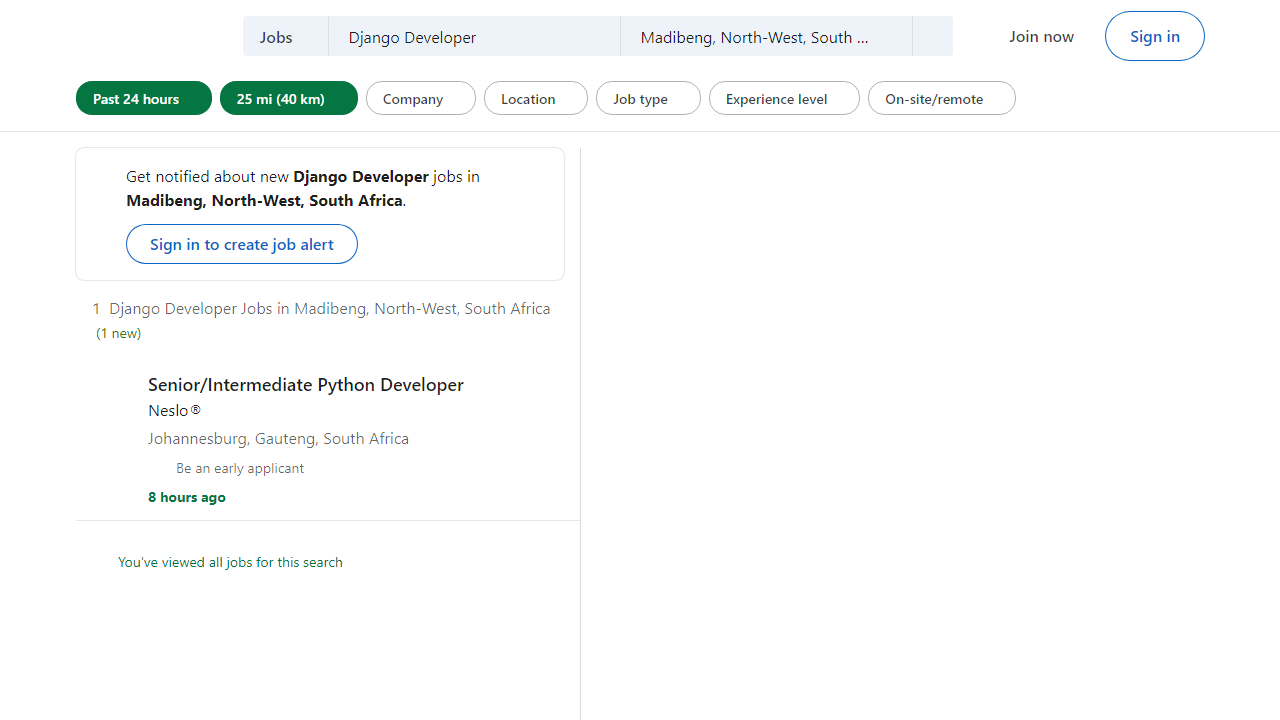 Jobs
Django Developer
Madibeng, North-West, South ...
Join now
Sign in
Past 24 hours
25 mi (40 km)
Company
Location
Job type
Experience level
On-site/remote
Get notified about new Django Developer jobs in
Madibeng, North-West, South Africa.
Sign in to create job alert
1 Django Developer Jobs in Madibeng, North-West, South Africa
(1 new)
Senior/Intermediate Python Developer
Neslo®
Johannesburg, Gauteng, South Africa
Be an early applicant
8 hours ago
You've viewed all jobs for this search